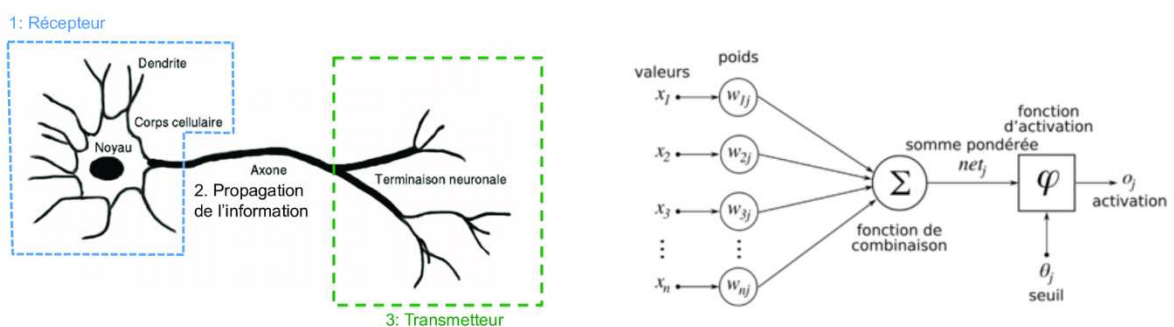 1: Récepteur
Dendrite
Corps cellulaire
Noyau
Axone
2. Propagation
de l'information
Terminaison neuronale
3: Transmetteur
valeurs
poids
x1
w1j
x2
w2j
x3
w3j
xn
wnj
Σ
fonction de
combinaison
somme pondérée
netj
fonction
d'activation
φ
oj
activation
θj
seuil